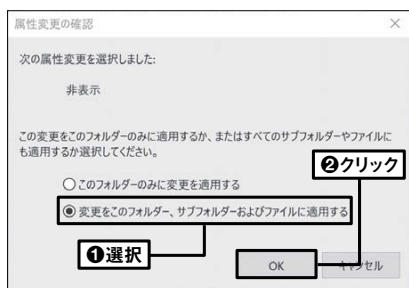 属性変更の確認
次の属性変更を選択しました:
非表示
この変更をこのフォルダーのみに適用するか、またはすべてのサブフォルダーやファイルに
も適用するか選択してください。
❷クリック
このフォルダーのみに変更を適用する
変更をこのフォルダー、サブフォルダーおよびファイルに適用する
❶選択
OK
キャンセル